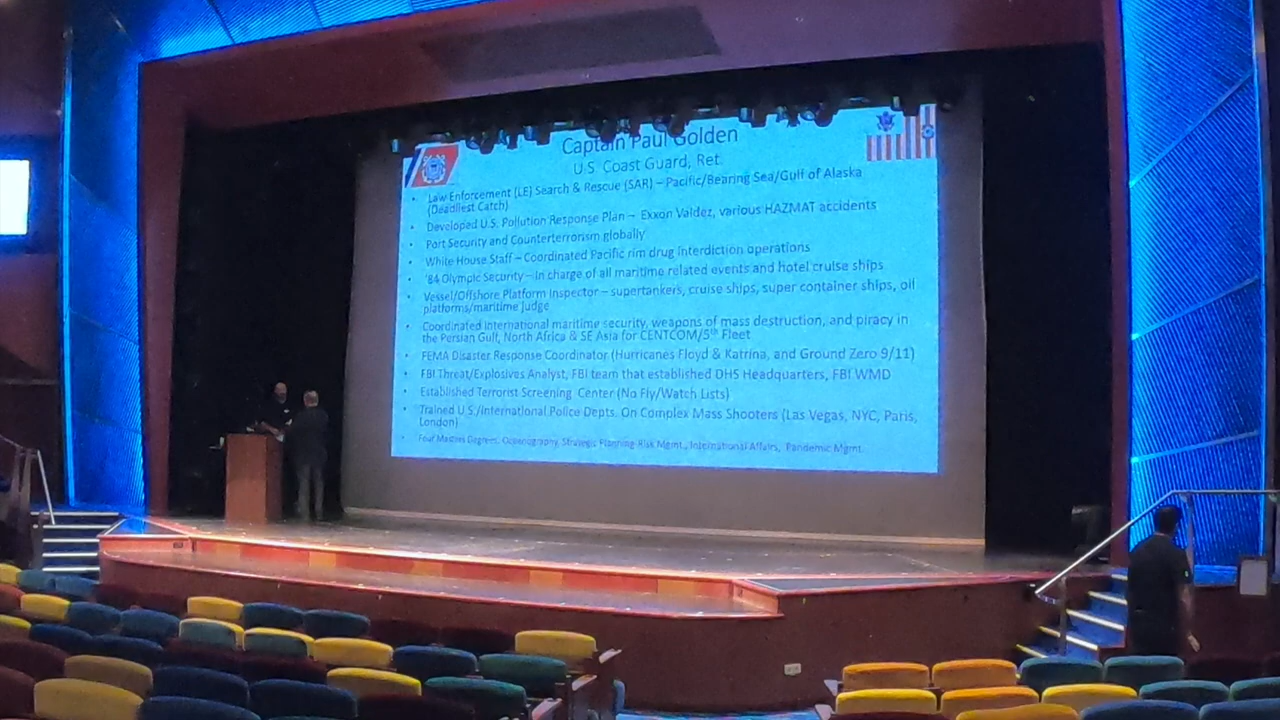 Captain Paul Golden
U.S. Coast Guard, Ret.
• Law Enforcement (LE) Search & Rescue (SAR) – Pacific/Bearing Sea/Gulf of Alaska
(Deadliest Catch)
• Developed U.S. Pollution Response Plan – Exxon Valdez, various HAZMAT accidents
• Port Security and Counterterrorism globally
• White House Staff – Coordinated Pacific rim drug interdiction operations
• '84 Olympic Security – In charge of all maritime related events and hotel cruise ships
• Vessel/Offshore Platform Inspector – supertankers, cruise ships, super container ships, oil
platforms/maritime judge
• Coordinated international maritime security, weapons of mass destruction, and piracy in
the Persian Gulf, North Africa & SE Asia for CENTCOM/5th Fleet
• FEMA Disaster Response Coordinator (Hurricanes Floyd & Katrina, and Ground Zero 9/11)
• FBI Threat/Explosives Analyst, FBI team that established DHS Headquarters, FBI WMD
• Established Terrorist Screening Center (No Fly/Watch Lists)
• Trained U.S./International Police Depts. On Complex Mass Shooters (Las Vegas, NYC, Paris,
London)
• Four Masters Degrees: Oceanography, Strategic Planning-Risk Mgmt., International Affairs, Pandemic Mgmt.